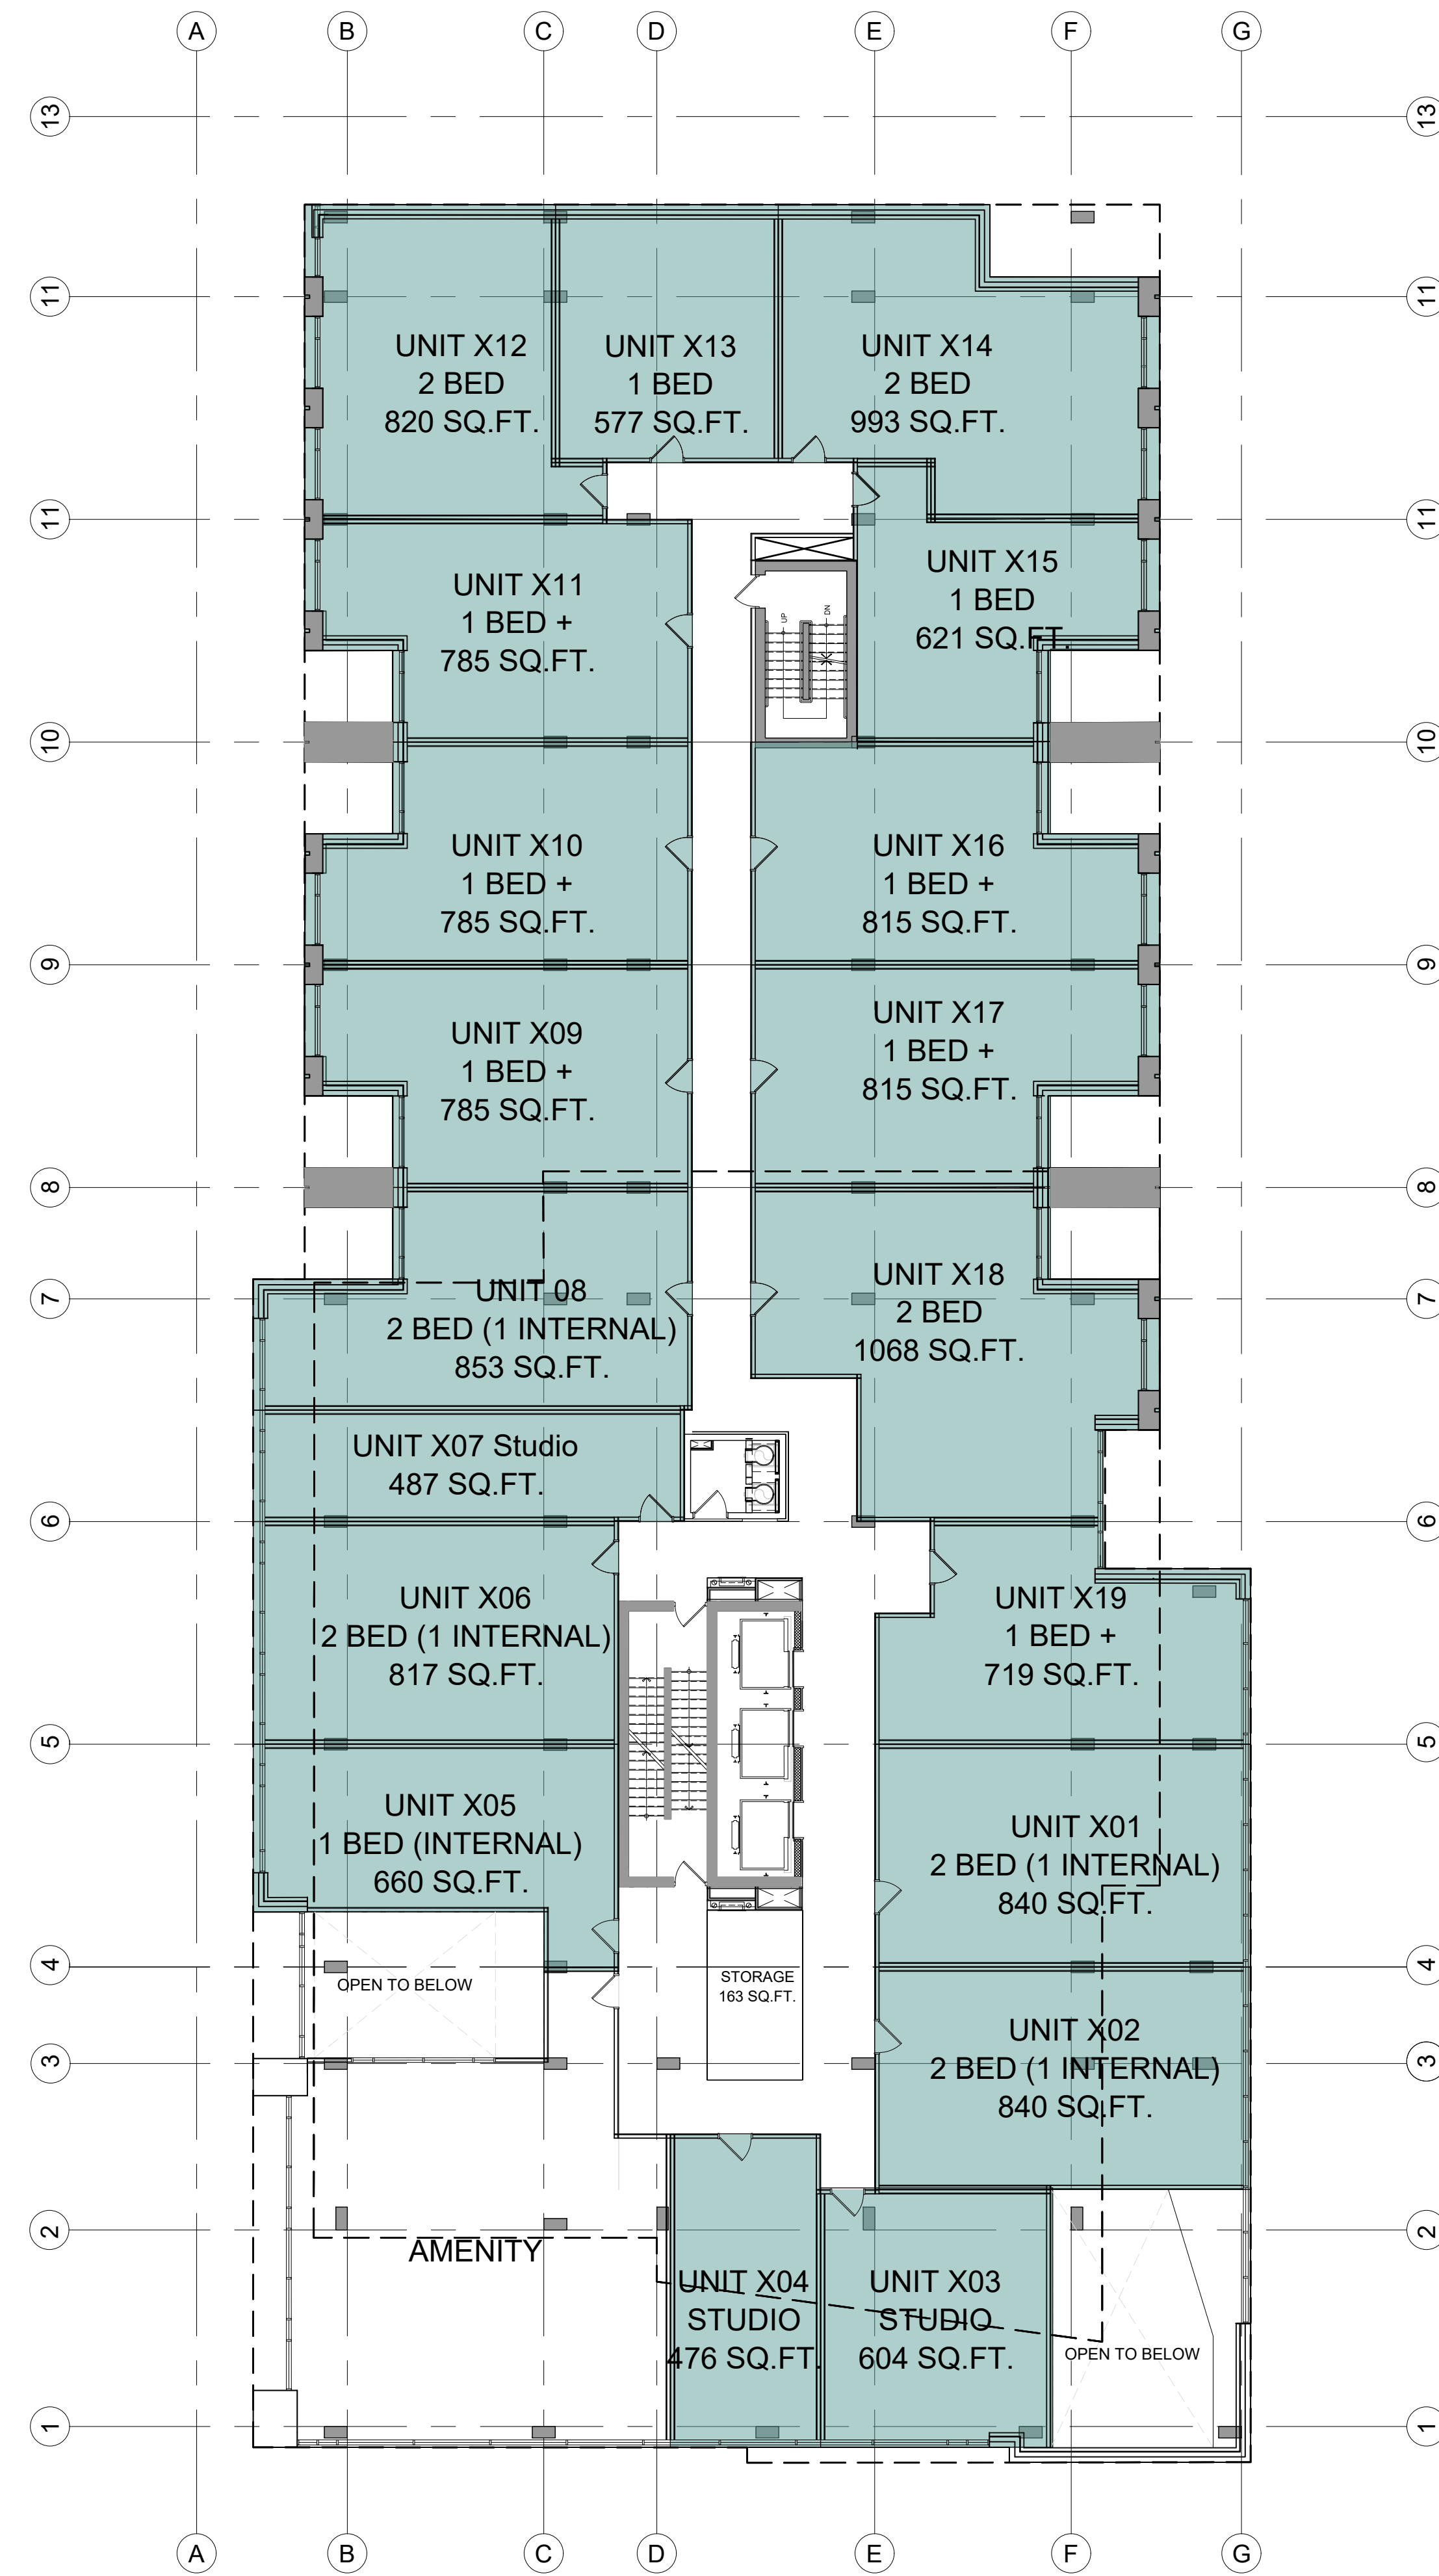 A B C D E F G
13 13
11 11
UNIT X12
2 BED
820 SQ.FT.
UNIT X13
1 BED
577 SQ.FT.
UNIT X14
2 BED
993 SQ.FT.
11 11
UNIT X11
1 BED +
785 SQ.FT.
UP
DN
UNIT X15
1 BED
621 SQ.FT.
10 10
UNIT X10
1 BED +
785 SQ.FT.
UNIT X16
1 BED +
815 SQ.FT.
9 9
UNIT X09
1 BED +
785 SQ.FT.
UNIT X17
1 BED +
815 SQ.FT.
8 8
UNIT 08
2 BED (1 INTERNAL)
853 SQ.FT.
UNIT X18
2 BED
1068 SQ.FT.
7 7
UNIT X07 Studio
487 SQ.FT.
6 6
UNIT X06
2 BED (1 INTERNAL)
817 SQ.FT.
UNIT X19
1 BED +
719 SQ.FT.
5 5
UNIT X05
1 BED (INTERNAL)
660 SQ.FT.
UNIT X01
2 BED (1 INTERNAL)
840 SQ.FT.
4 4
OPEN TO BELOW
STORAGE
163 SQ.FT.
UNIT X02
2 BED (1 INTERNAL)
840 SQ.FT.
3 3
2 2
AMENITY
UNIT X04
STUDIO
476 SQ.FT.
UNIT X03
STUDIO
604 SQ.FT.
OPEN TO BELOW
1 1
A B C D E F G